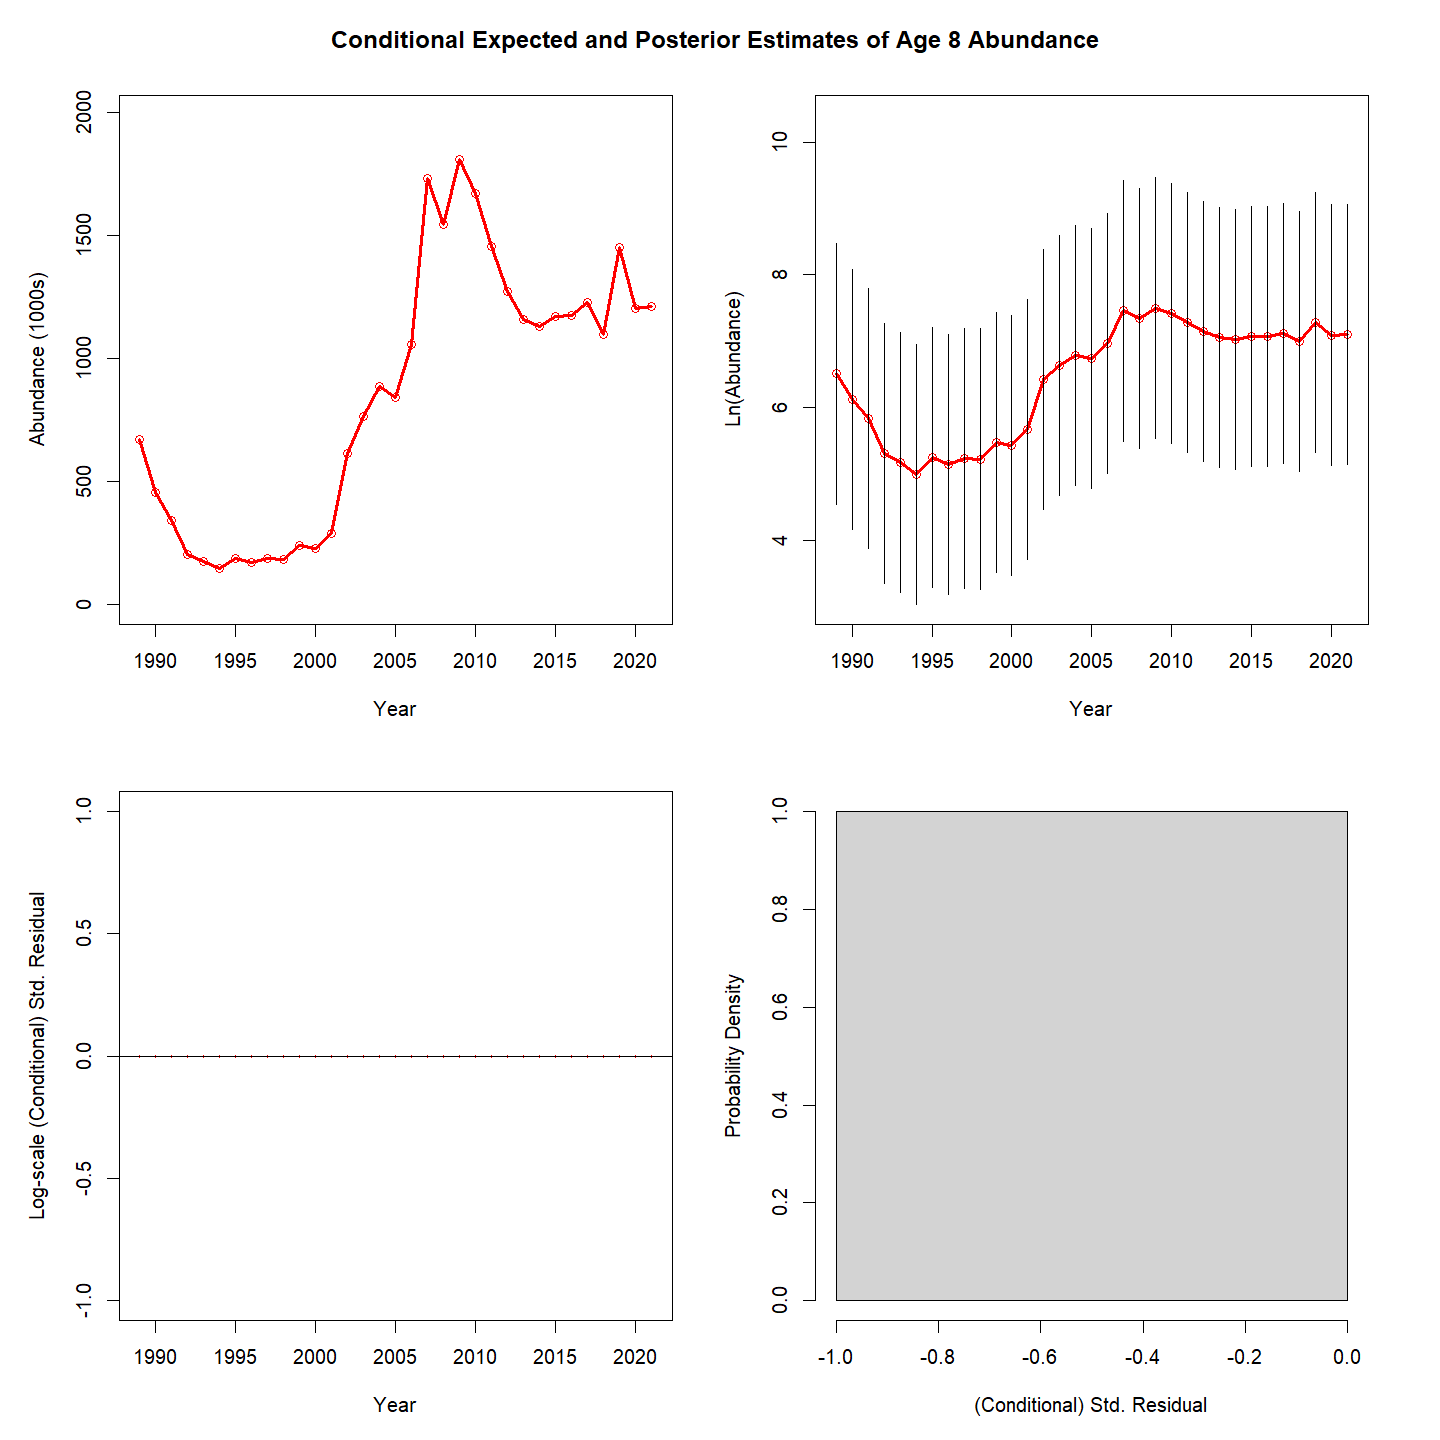 Conditional Expected and Posterior Estimates of Age 8 Abundance
Abundance (1000s)
2000
1500
1000
500
0
1990 1995 2000 2005 2010 2015 2020
Year
Ln(Abundance)
10
8
6
4
1990 1995 2000 2005 2010 2015 2020
Year
Log-scale (Conditional) Std. Residual
1.0
0.5
0.0
-0.5
-1.0
1990 1995 2000 2005 2010 2015 2020
Year
Probability Density
1.0
0.8
0.6
0.4
0.2
0.0
-1.0 -0.8 -0.6 -0.4 -0.2 0.0
(Conditional) Std. Residual